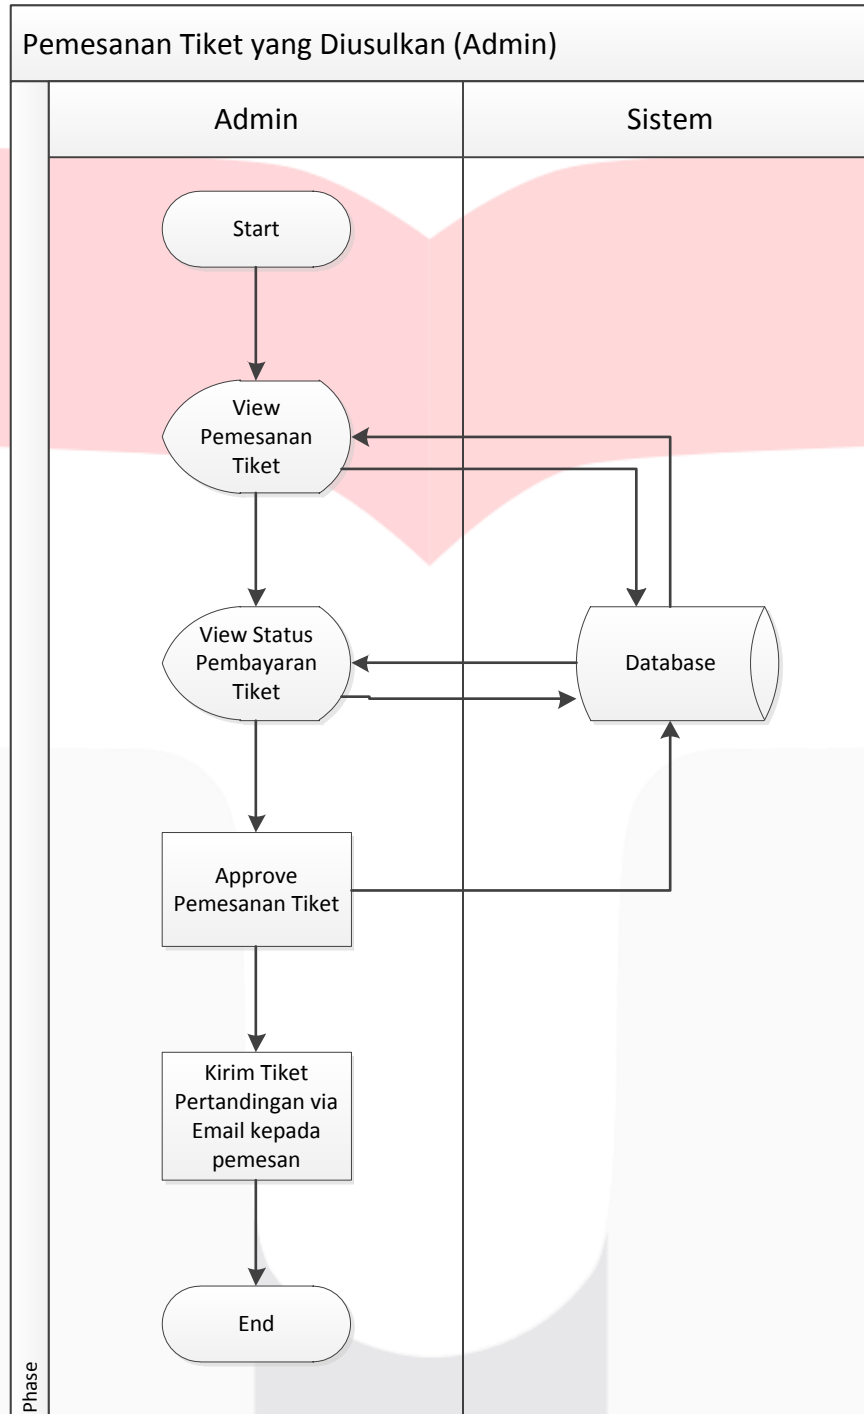 Pemesanan Tiket yang Diusulkan (Admin)
Admin
Sistem
Start
View
Pemesanan
Tiket
View Status
Pembayaran
Tiket
Database
Approve
Pemesanan Tiket
Kirim Tiket
Pertandingan via
Email kepada
pemesan
End
Phase